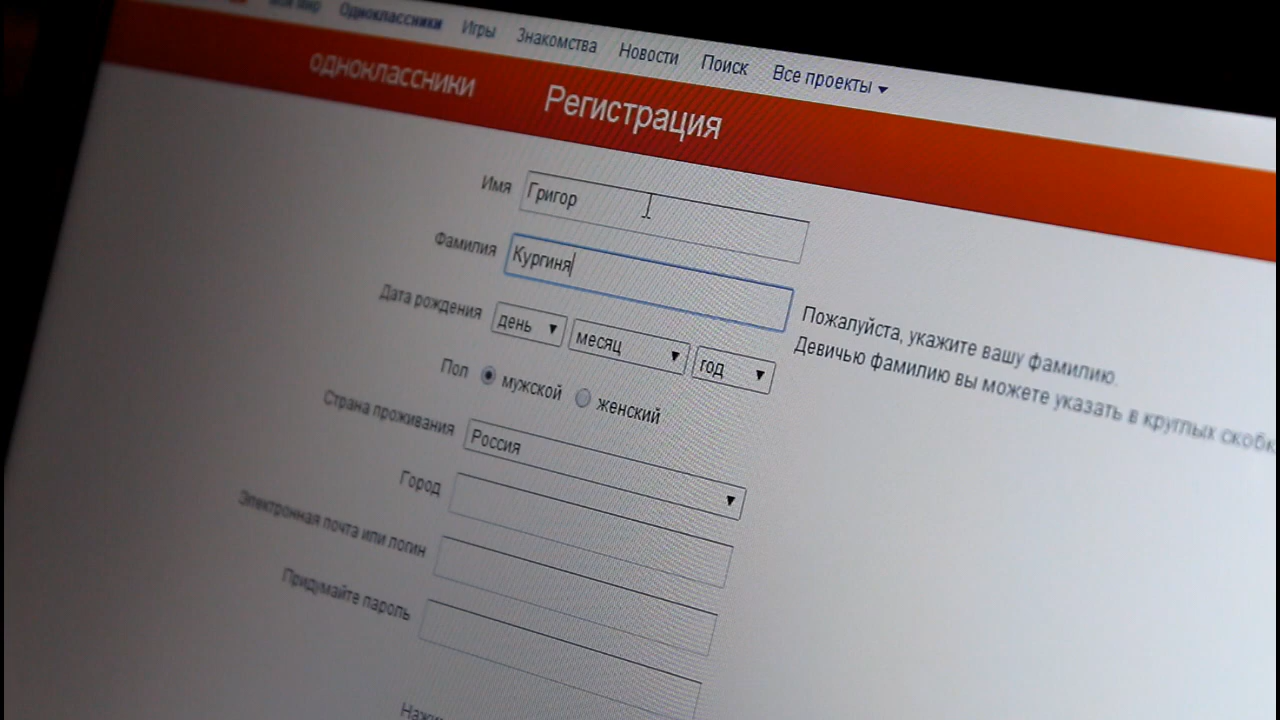 Мой Мир Одноклассники Игры Знакомства Новости Поиск Все проекты
одноклассники Регистрация
Имя Григор
Фамилия Кургиня
Пожалуйста, укажите вашу фамилию.
Девичью фамилию вы можете указать в круглых скобк
Дата рождения день месяц год
Пол мужской женский
Страна проживания Россия
Город
Электронная почта или логин
Придумайте пароль